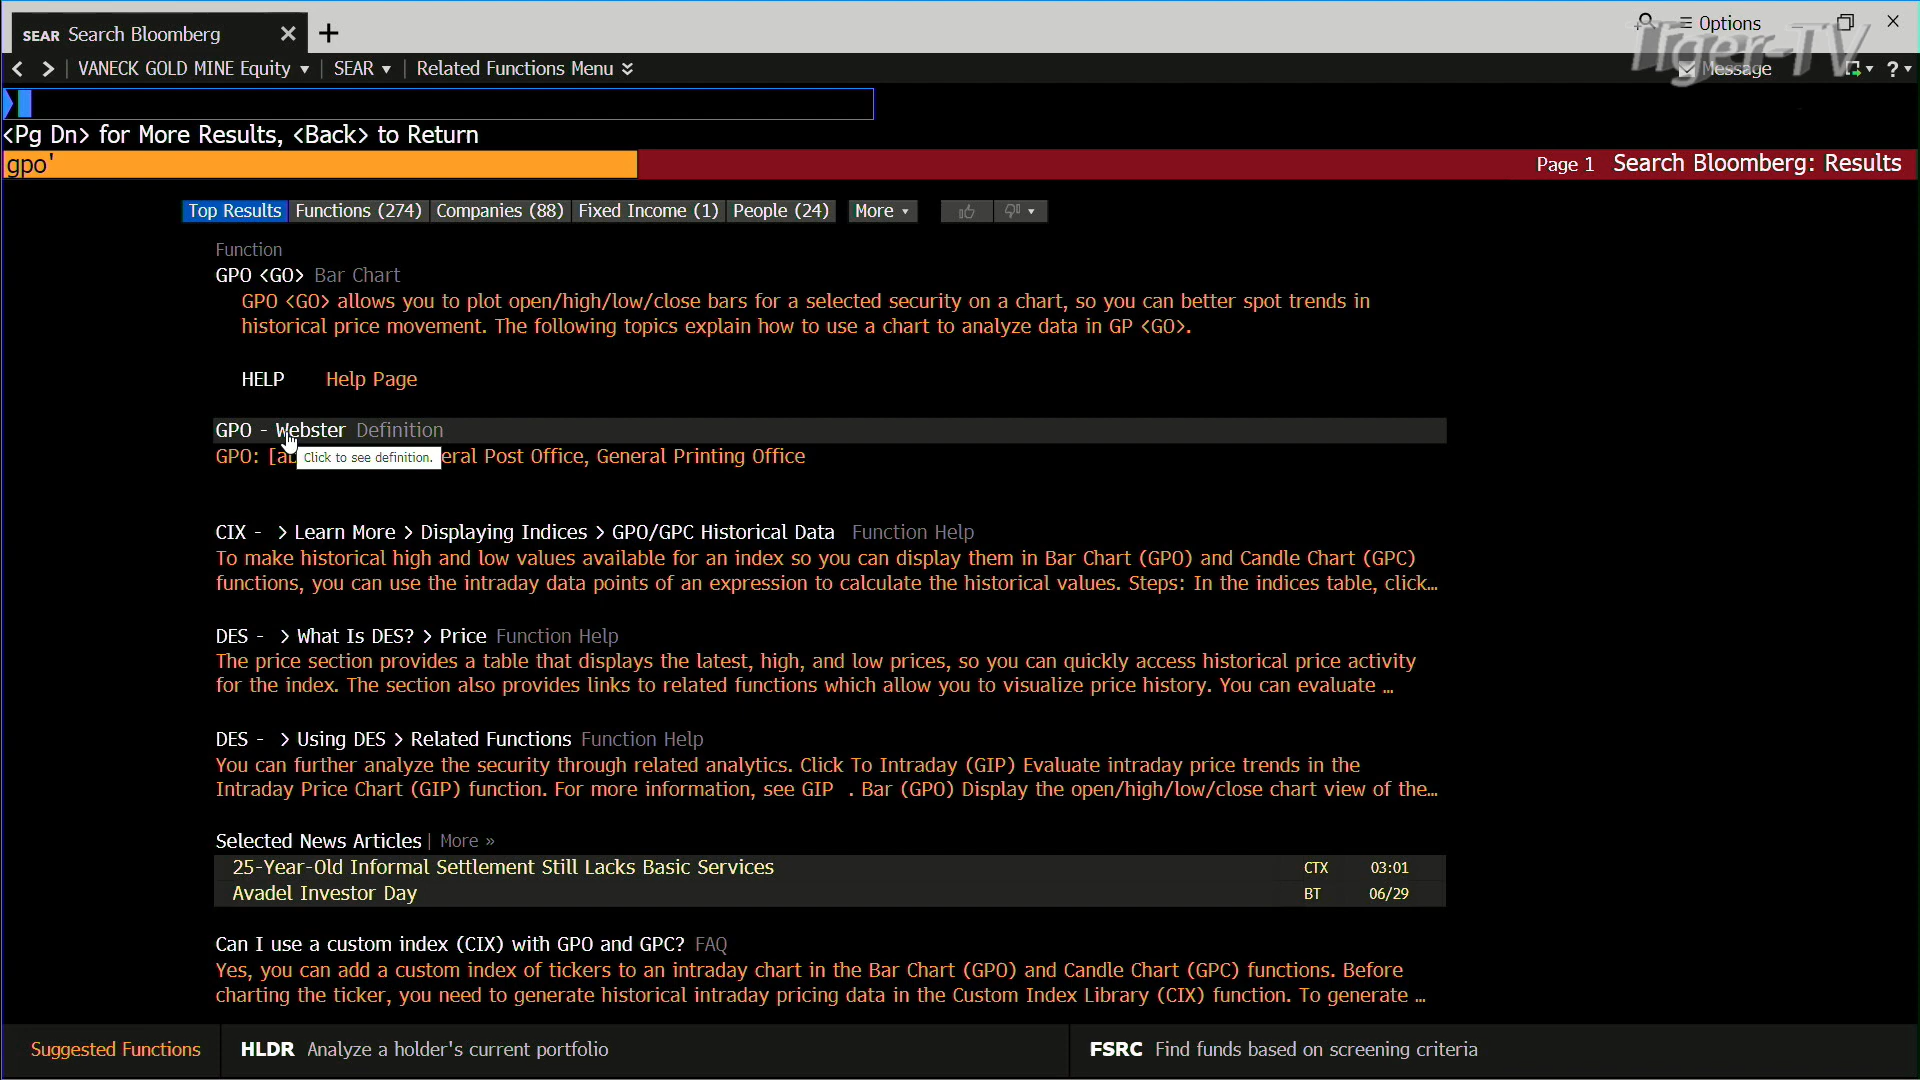 SEAR Search Bloomberg
Options
Tiger-TV
VANECK GOLD MINE Equity
SEAR
Related Functions Menu
Message
?
<Pg Dn> for More Results, <Back> to Return
gpo'
Page 1 Search Bloomberg: Results
Top Results
Functions (274)
Companies (88)
Fixed Income (1)
People (24)
More
Function
GPO <GO> Bar Chart
GPO <GO> allows you to plot open/high/low/close bars for a selected security on a chart, so you can better spot trends in
historical price movement. The following topics explain how to use a chart to analyze data in GP <GO>.
HELP Help Page
GPO - Webster Definition
Click to see definition.
GPO: [ab eral Post Office, General Printing Office
CIX - > Learn More > Displaying Indices > GPO/GPC Historical Data Function Help
To make historical high and low values available for an index so you can display them in Bar Chart (GPO) and Candle Chart (GPC)
functions, you can use the intraday data points of an expression to calculate the historical values. Steps: In the indices table, click...
DES - > What Is DES? > Price Function Help
The price section provides a table that displays the latest, high, and low prices, so you can quickly access historical price activity
for the index. The section also provides links to related functions which allow you to visualize price history. You can evaluate ...
DES - > Using DES > Related Functions Function Help
You can further analyze the security through related analytics. Click To Intraday (GIP) Evaluate intraday price trends in the
Intraday Price Chart (GIP) function. For more information, see GIP . Bar (GPO) Display the open/high/low/close chart view of the...
Selected News Articles | More »
25-Year-Old Informal Settlement Still Lacks Basic Services CTX 03:01
Avadel Investor Day BT 06/29
Can I use a custom index (CIX) with GPO and GPC? FAQ
Yes, you can add a custom index of tickers to an intraday chart in the Bar Chart (GPO) and Candle Chart (GPC) functions. Before
charting the ticker, you need to generate historical intraday pricing data in the Custom Index Library (CIX) function. To generate ...
Suggested Functions
HLDR Analyze a holder's current portfolio
FSRC Find funds based on screening criteria